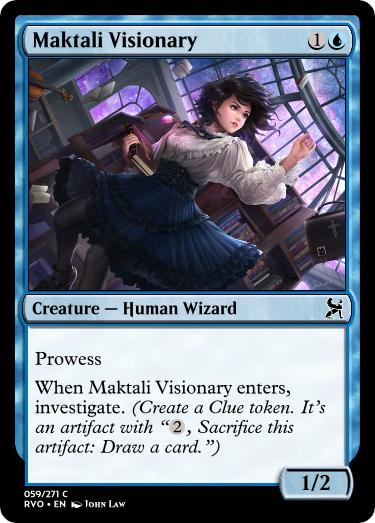 Maktali Visionary 1
Creature — Human Wizard
Prowess
When Maktali Visionary enters,
investigate. (Create a Clue token. It's
an artifact with “2, Sacrifice this
artifact: Draw a card.”)
1/2
059/271 C
RVO • EN John Law